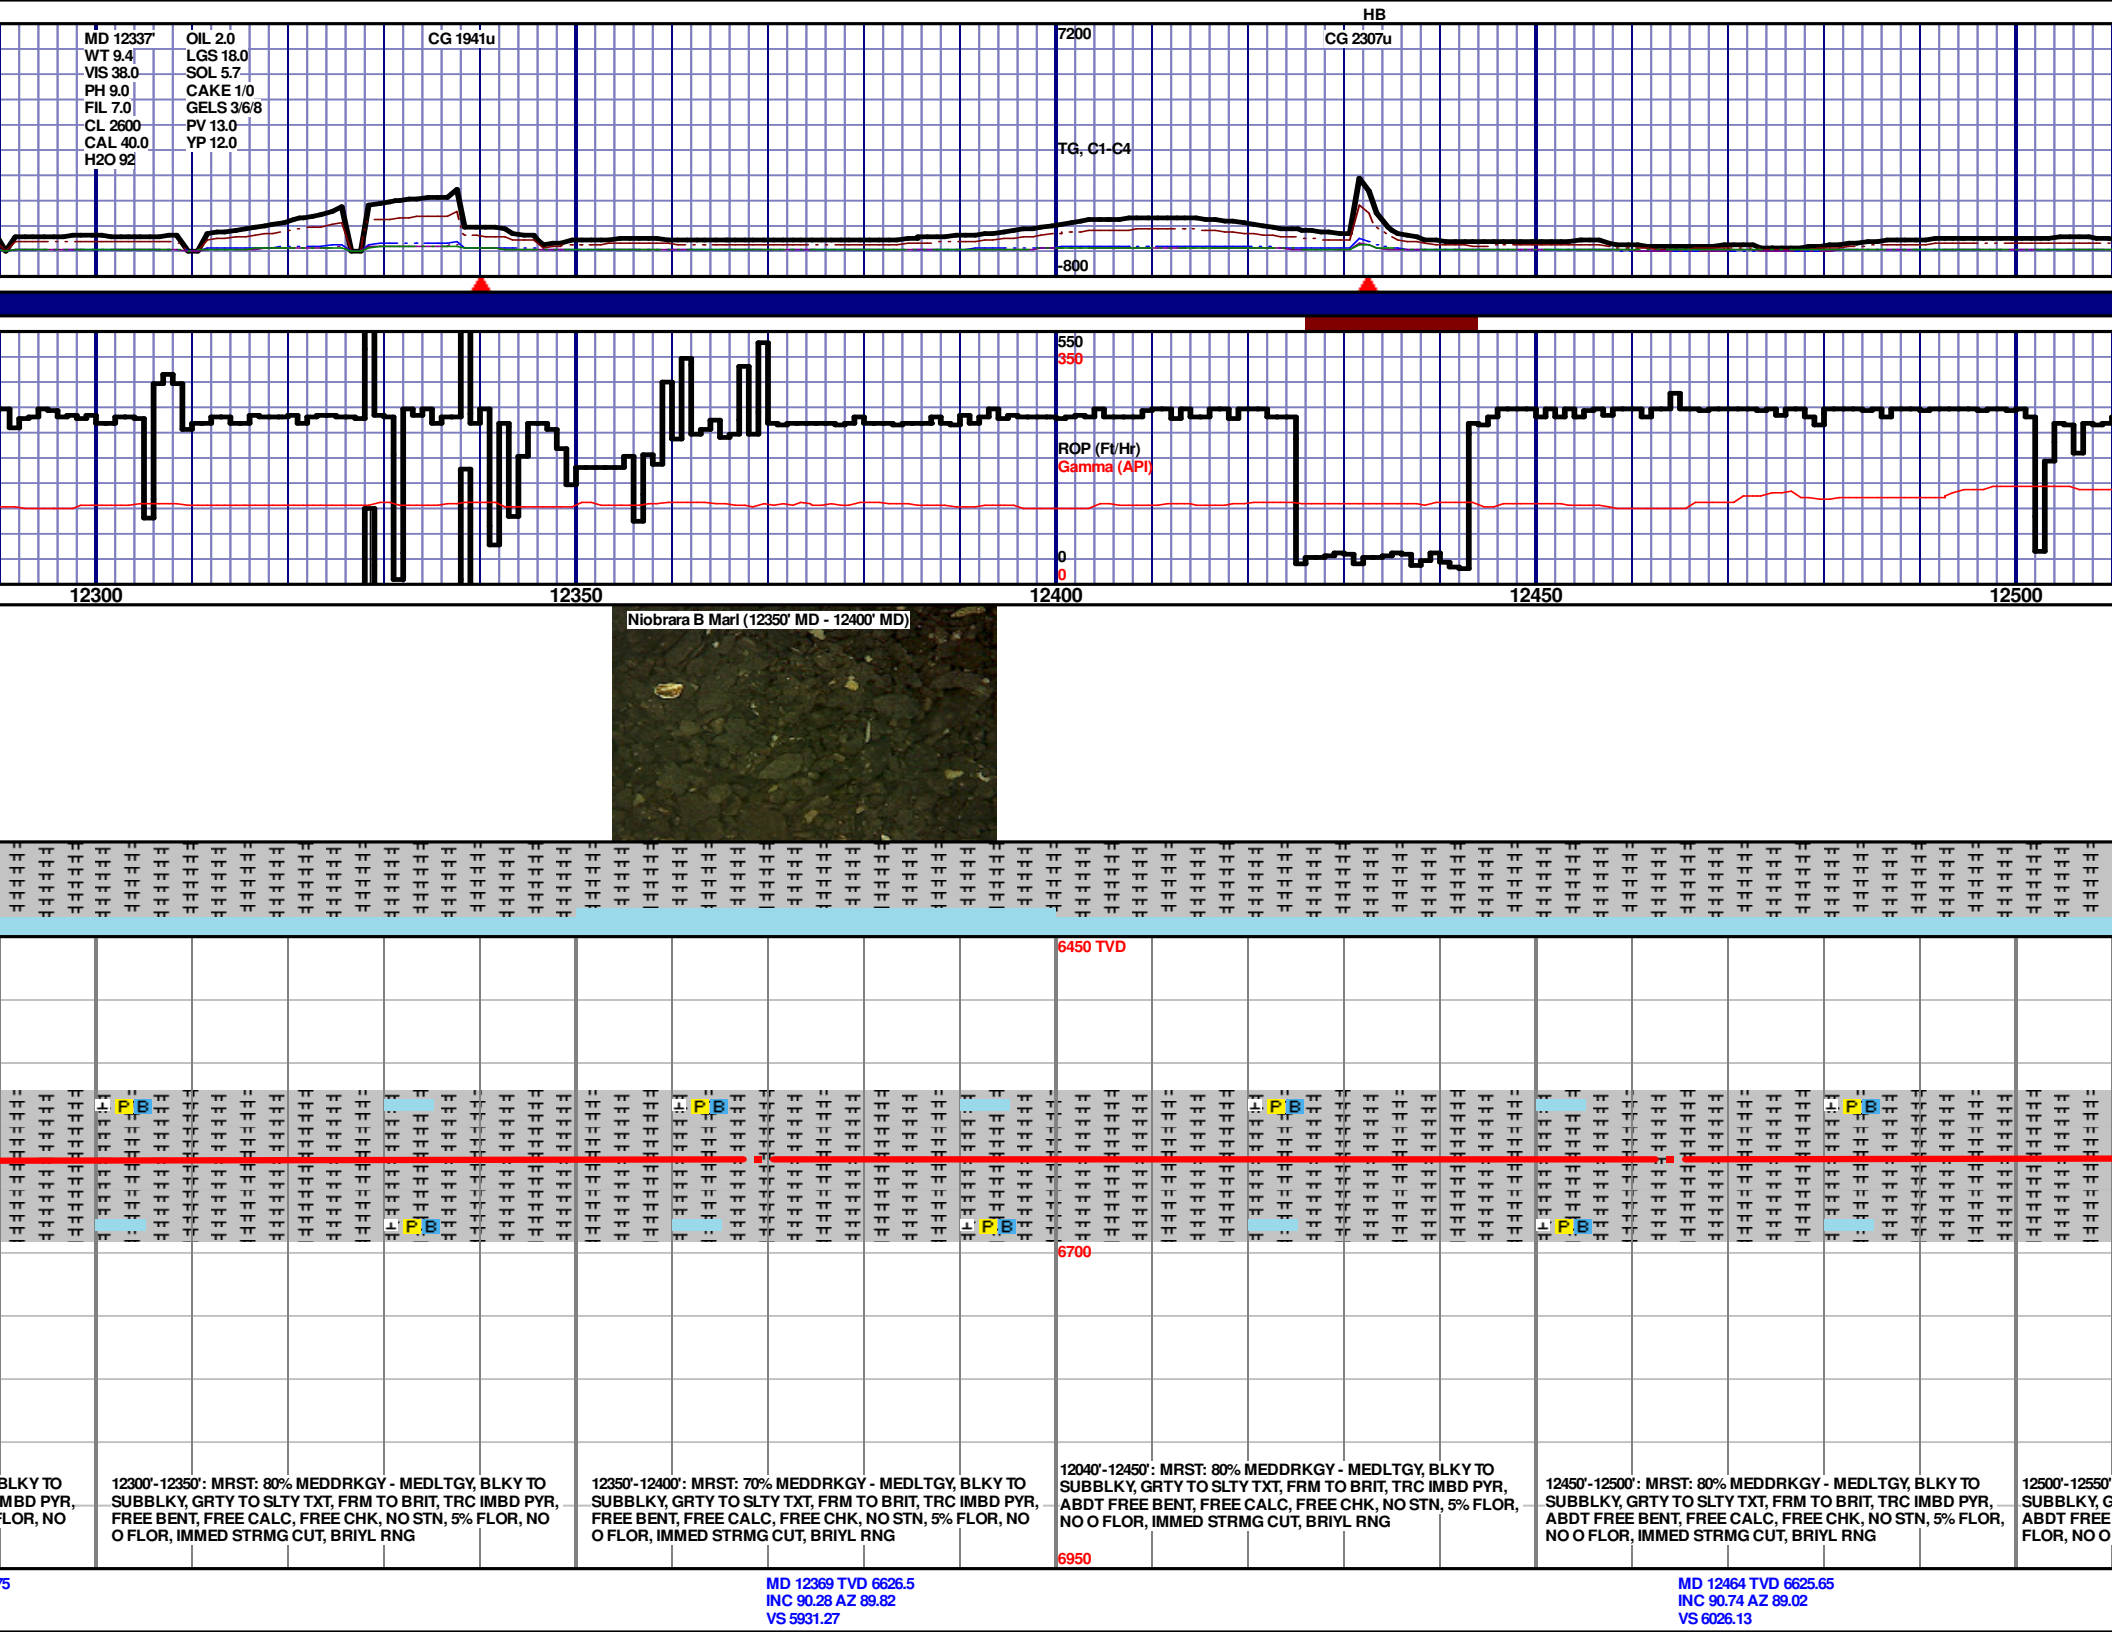 HB
MD 12337'
WT 9.4
VIS 38.0
PH 9.0
FIL 7.0
CL 2600
CAL 40.0
H2O 92
OIL 2.0
LGS 18.0
SOL 5.7
CAKE 1/0
GELS 3/6/8
PV 13.0
YP 12.0
CG 1941u
7200
CG 2307u
TG, C1-C4
-800
550
350
ROP (Ft/Hr)
Gamma (API)
0
0
12300
12350
12400
12450
12500
Niobrara B Marl (12350' MD - 12400' MD)
6450 TVD
P B
P B
P B
P B
P B
P B
P B
6700
BLKY TO
MBD PYR,
FLOR, NO
12300'-12350': MRST: 80% MEDDRKGY - MEDLTGY, BLKY TO
SUBBLKY, GRTY TO SLTY TXT, FRM TO BRIT, TRC IMBD PYR,
FREE BENT, FREE CALC, FREE CHK, NO STN, 5% FLOR, NO
O FLOR, IMMED STRMG CUT, BRIYL RNG
12350'-12400': MRST: 70% MEDDRKGY - MEDLTGY, BLKY TO
SUBBLKY, GRTY TO SLTY TXT, FRM TO BRIT, TRC IMBD PYR,
FREE BENT, FREE CALC, FREE CHK, NO STN, 5% FLOR, NO
O FLOR, IMMED STRMG CUT, BRIYL RNG
12040'-12450': MRST: 80% MEDDRKGY - MEDLTGY, BLKY TO
SUBBLKY, GRTY TO SLTY TXT, FRM TO BRIT, TRC IMBD PYR,
ABDT FREE BENT, FREE CALC, FREE CHK, NO STN, 5% FLOR,
NO O FLOR, IMMED STRMG CUT, BRIYL RNG
12450'-12500': MRST: 80% MEDDRKGY - MEDLTGY, BLKY TO
SUBBLKY, GRTY TO SLTY TXT, FRM TO BRIT, TRC IMBD PYR,
ABDT FREE BENT, FREE CALC, FREE CHK, NO STN, 5% FLOR,
NO O FLOR, IMMED STRMG CUT, BRIYL RNG
12500'-12550'
SUBBLKY, G
ABDT FREE
FLOR, NO O
6950
75
MD 12369 TVD 6626.5
INC 90.28 AZ 89.82
VS 5931.27
MD 12464 TVD 6625.65
INC 90.74 AZ 89.02
VS 6026.13